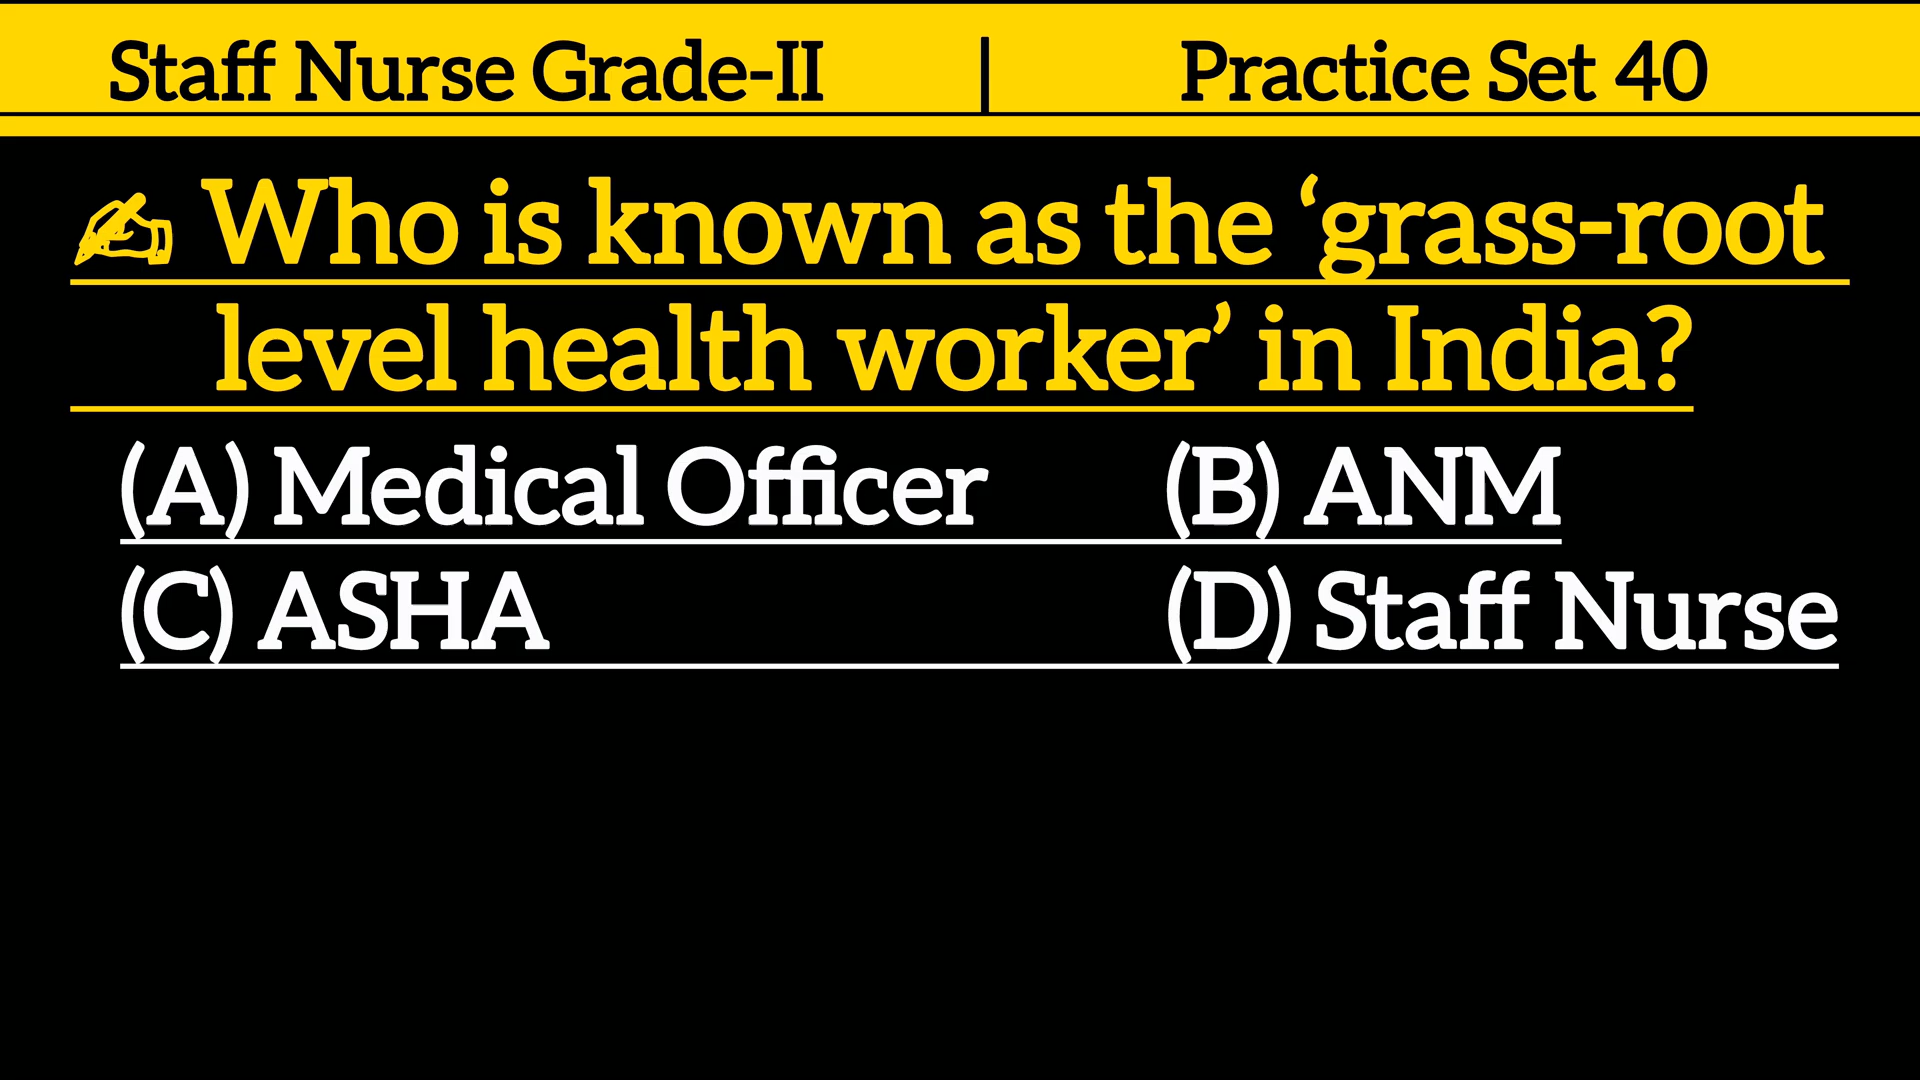 Staff Nurse Grade-II | Practice Set 40
✍ Who is known as the ‘grass-root
level health worker’ in India?
(A) Medical Officer (B) ANM
(C) ASHA (D) Staff Nurse